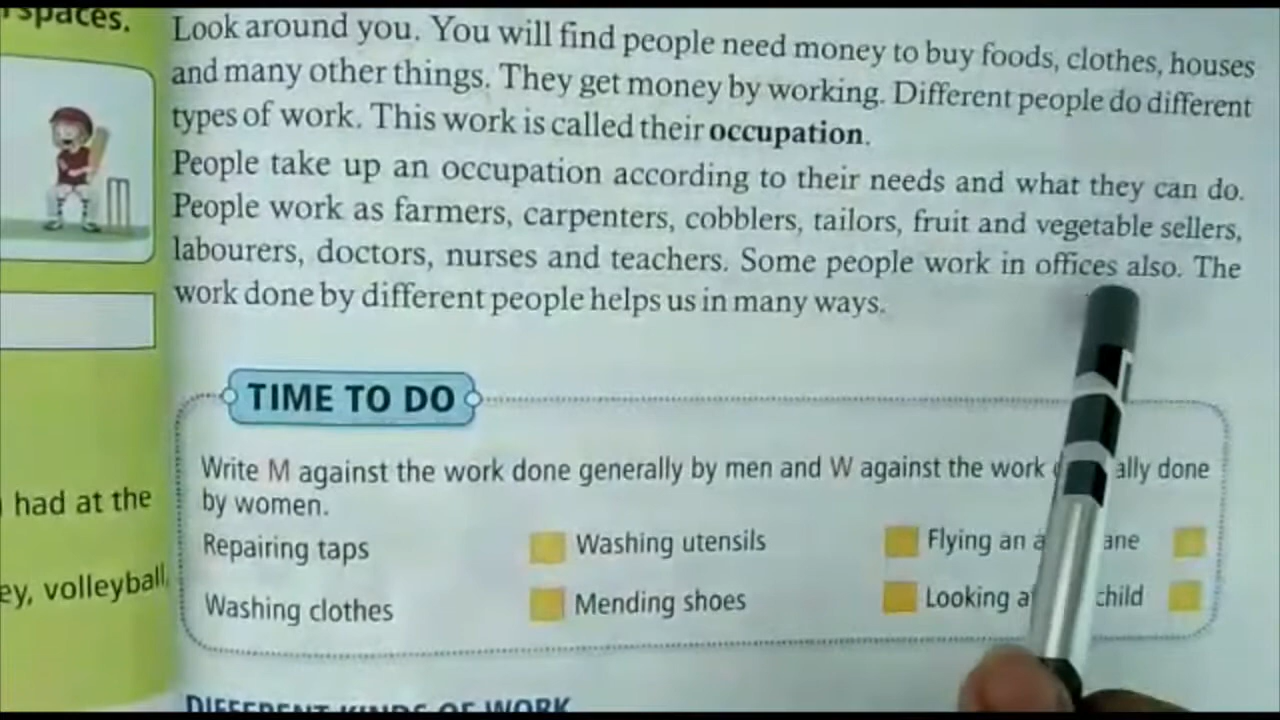 spaces.
Look around you. You will find people need money to buy foods, clothes, houses
and many other things. They get money by working. Different people do different
types of work. This work is called their occupation.
People take up an occupation according to their needs and what they can do.
People work as farmers, carpenters, cobblers, tailors, fruit and vegetable sellers,
labourers, doctors, nurses and teachers. Some people work in offices also. The
work done by different people helps us in many ways.
TIME TO DO
Write M against the work done generally by men and W against the work ally done
by women.
had at the
Repairing taps Washing utensils Flying an
volleyball,
Washing clothes Mending shoes Looking child
DIFFERENT KINDS OF WORK